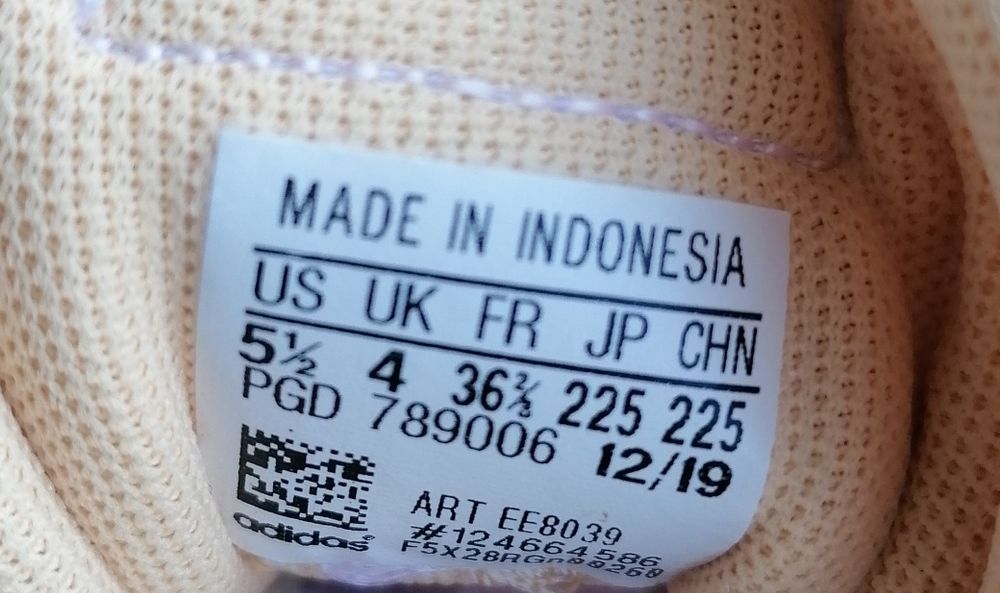 MADE IN INDONESIA
US UK FR JP CHN
5½ 4 36⅔ 225 225
PGD 789006 12/19
adidas
ART EE8039
#124664586